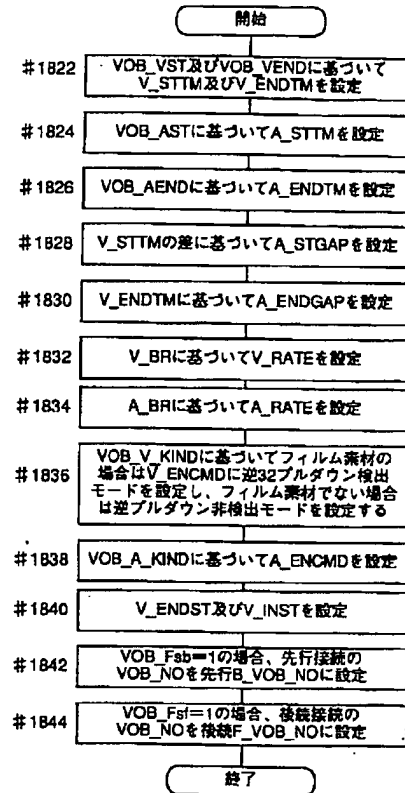 開始
#1822
VOB_VST及びVOB_VENDに基づいて
V_STTM及びV_ENDTMを設定
#1824
VOB_ASTに基づいてA_STTMを設定
#1826
VOB_AENDに基づいてA_ENDTMを設定
#1828
V_STTMの差に基づいてA_STGAPを設定
#1830
V_ENDTMに基づいてA_ENDGAPを設定
#1832
V_BRに基づいてV_RATEを設定
#1834
A_BRに基づいてA_RATEを設定
#1836
VOB_V_KINDに基づいてフィルム素材の
場合はV_ENCMDに逆32プルダウン検出
モードを設定し、フィルム素材でない場合
は逆プルダウン非検出モードを設定する
#1838
VOB_A_KINDに基づいてA_ENCMDを設定
#1840
V_ENDST及びV_INSTを設定
#1842
VOB_Fsb=1の場合、先行接続の
VOB_NOを先行B_VOB_NOに設定
#1844
VOB_Fsf=1の場合、後続接続の
VOB_NOを後続F_VOB_NOに設定
終了